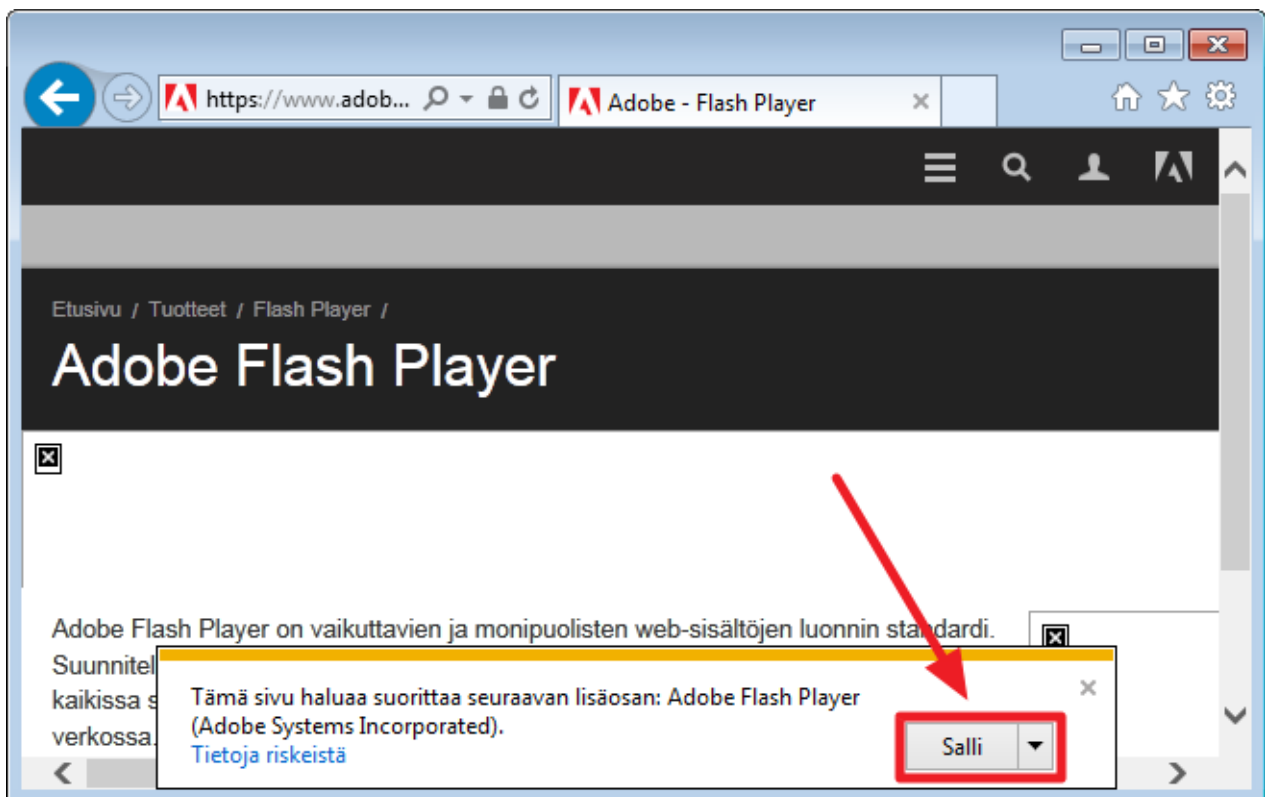 https://www.adob...
Adobe - Flash Player
Etusivu / Tuotteet / Flash Player /
Adobe Flash Player
Adobe Flash Player on vaikuttavien ja monipuolisten web-sisältöjen luonnin standardi.
Suunnitel
kaikissa s
verkossa.
Tämä sivu haluaa suorittaa seuraavan lisäosan: Adobe Flash Player
(Adobe Systems Incorporated).
Tietoja riskeistä
Salli